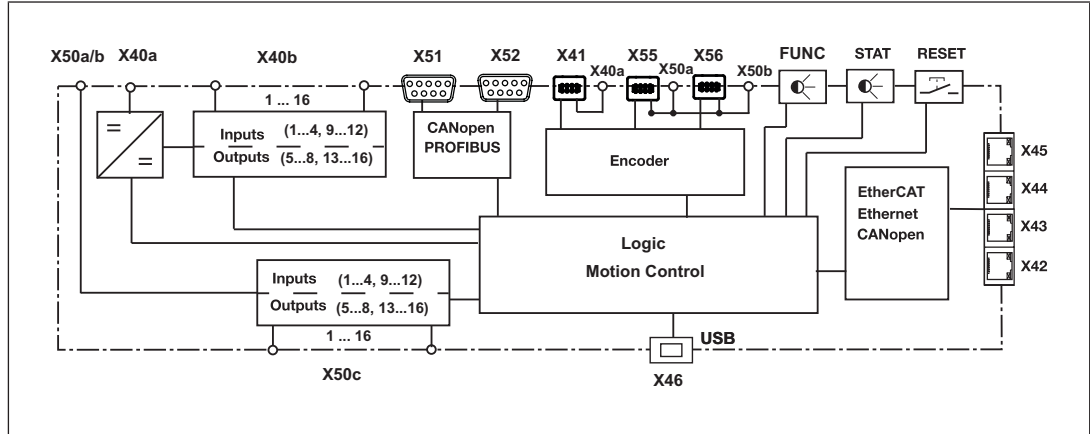 X50a/b X40a X40b X51 X52 X41 X55 X56 FUNC STAT RESET
X40a X50a X50b
1 ... 16
Inputs (1...4, 9...12)
Outputs (5...8, 13...16)
CANopen
PROFIBUS
Encoder
X45
X44
X43
X42
EtherCAT
Ethernet
CANopen
Logic
Motion Control
Inputs (1...4, 9...12)
Outputs (5...8, 13...16)
1 ... 16
X50c
USB
X46